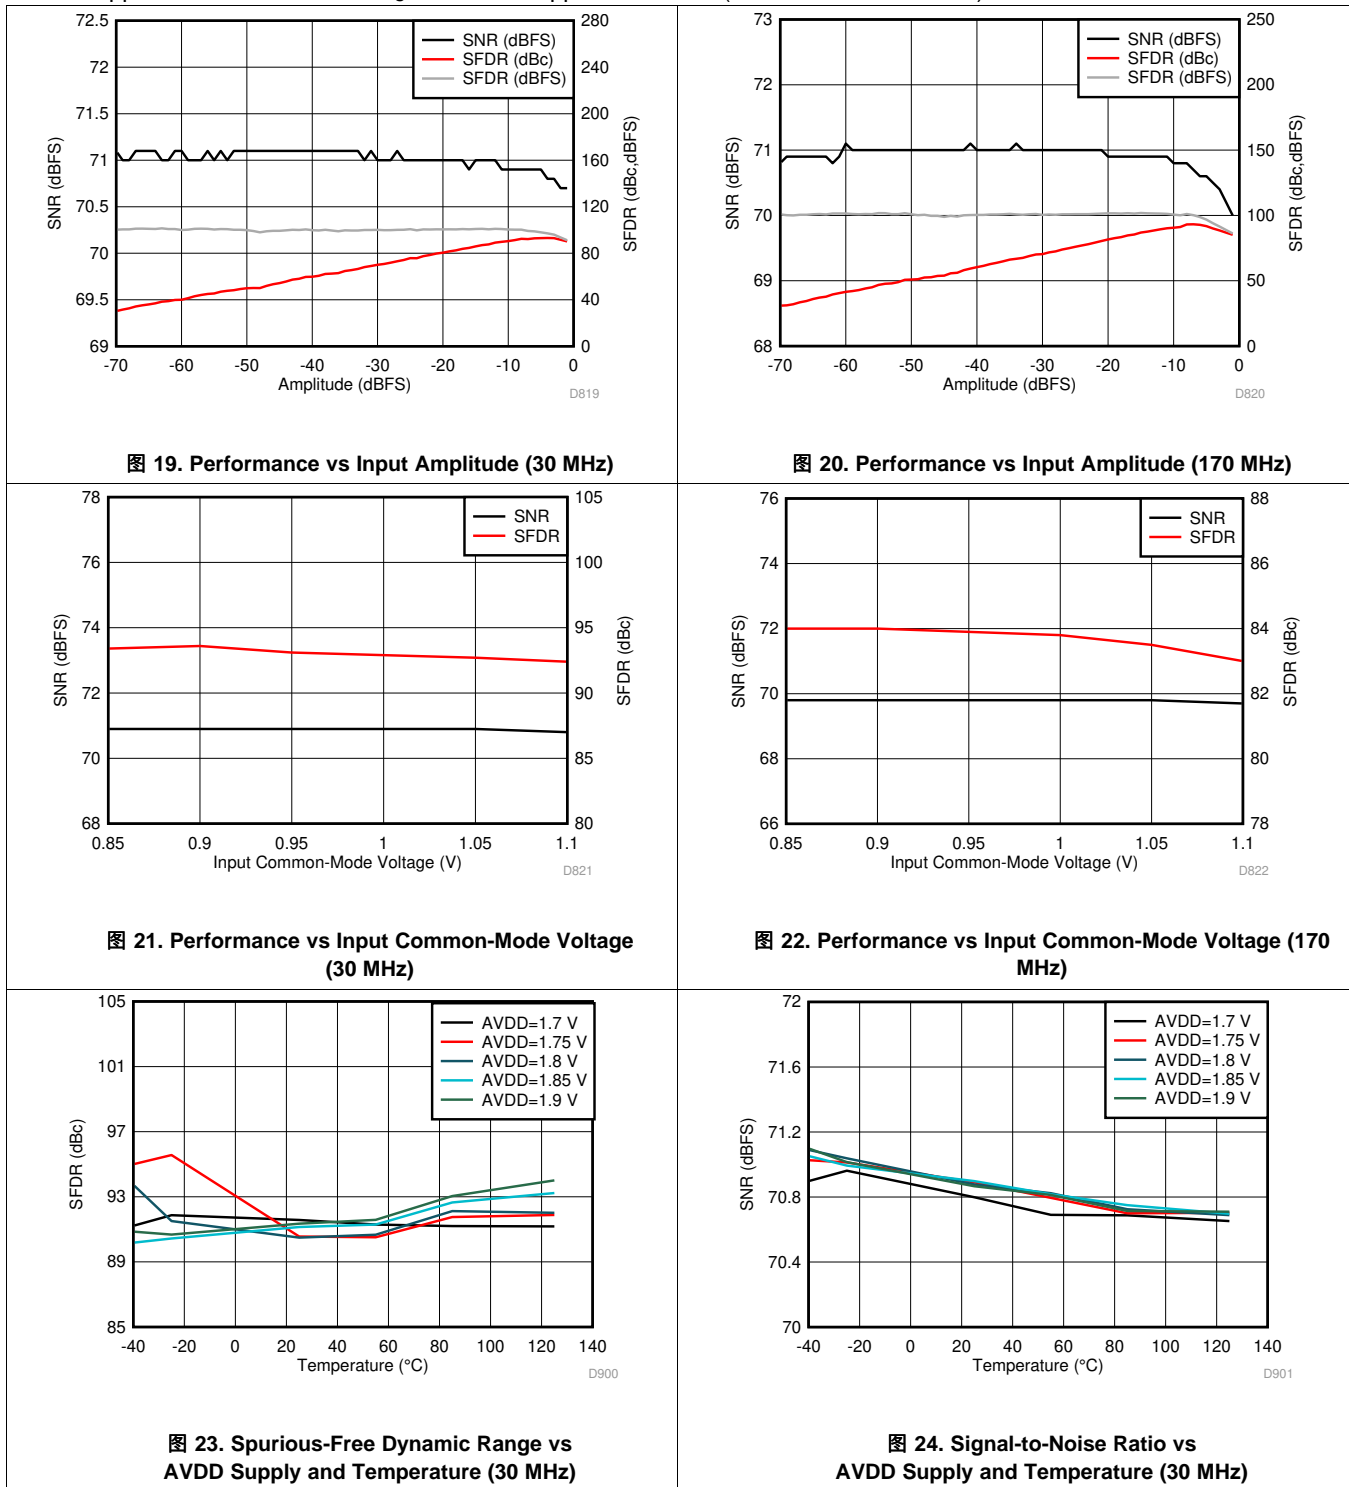 72.5
72
71.5
71
70.5
70
69.5
69
280
240
200
160
120
80
40
0
-70 -60 -50 -40 -30 -20 -10 0
SNR (dBFS)
SFDR (dBc,dBFS)
Amplitude (dBFS)
SNR (dBFS)
SFDR (dBc)
SFDR (dBFS)
D819
图 19. Performance vs Input Amplitude (30 MHz)
73
72
71
70
69
68
250
200
150
100
50
0
-70 -60 -50 -40 -30 -20 -10 0
SNR (dBFS)
SFDR (dBc,dBFS)
Amplitude (dBFS)
SNR (dBFS)
SFDR (dBc)
SFDR (dBFS)
D820
图 20. Performance vs Input Amplitude (170 MHz)
78
76
74
72
70
68
105
100
95
90
85
80
0.85 0.9 0.95 1 1.05 1.1
SNR (dBFS)
SFDR (dBc)
Input Common-Mode Voltage (V)
SNR
SFDR
D821
图 21. Performance vs Input Common-Mode Voltage
(30 MHz)
76
74
72
70
68
66
88
86
84
82
80
78
0.85 0.9 0.95 1 1.05 1.1
SNR (dBFS)
SFDR (dBc)
Input Common-Mode Voltage (V)
SNR
SFDR
D822
图 22. Performance vs Input Common-Mode Voltage (170
MHz)
105
101
97
93
89
85
-40 -20 0 20 40 60 80 100 120 140
SFDR (dBc)
Temperature (°C)
AVDD=1.7 V
AVDD=1.75 V
AVDD=1.8 V
AVDD=1.85 V
AVDD=1.9 V
D900
图 23. Spurious-Free Dynamic Range vs
AVDD Supply and Temperature (30 MHz)
72
71.6
71.2
70.8
70.4
70
-40 -20 0 20 40 60 80 100 120 140
SNR (dBFS)
Temperature (°C)
AVDD=1.7 V
AVDD=1.75 V
AVDD=1.8 V
AVDD=1.85 V
AVDD=1.9 V
D901
图 24. Signal-to-Noise Ratio vs
AVDD Supply and Temperature (30 MHz)